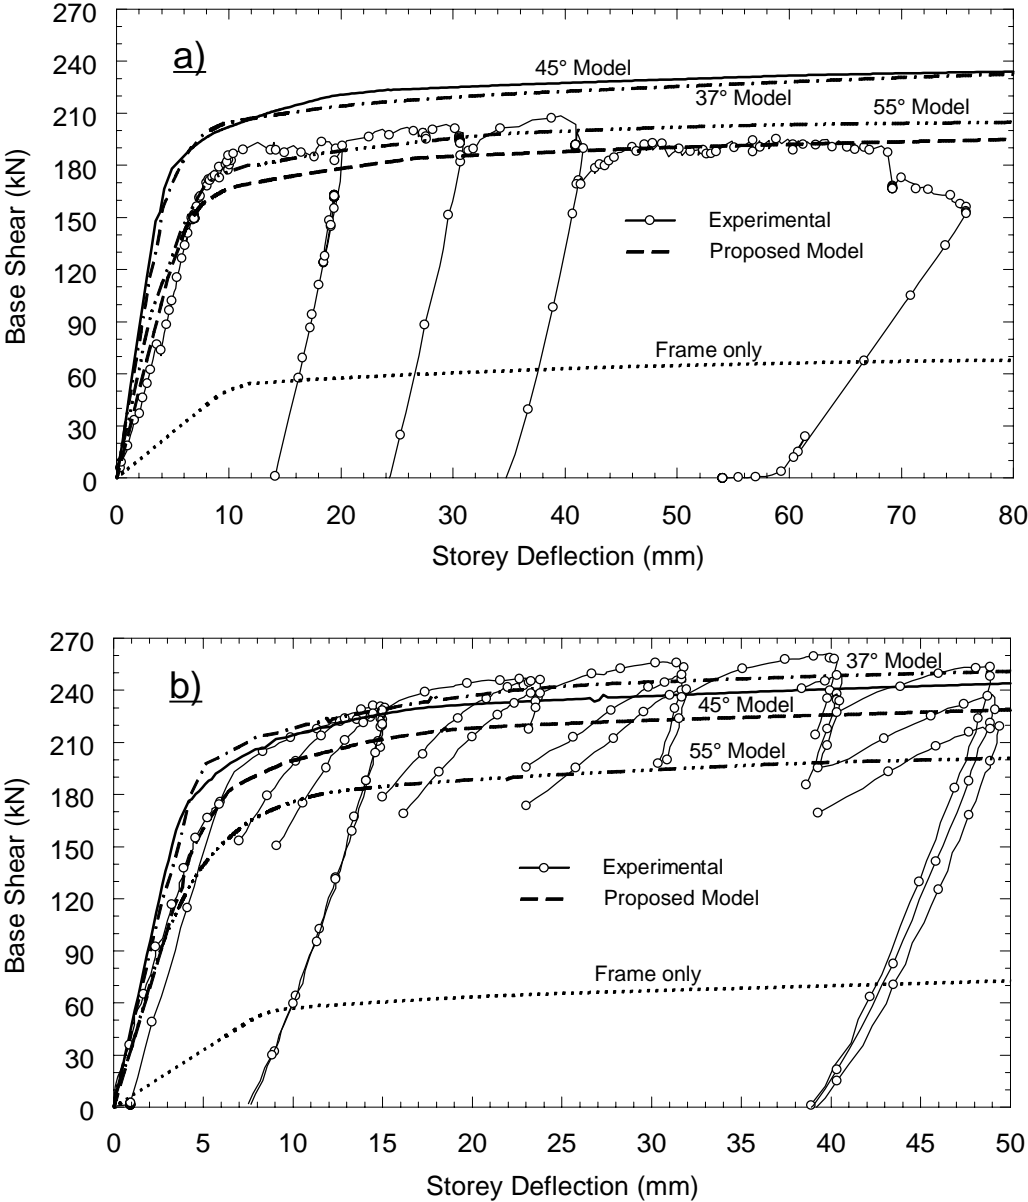 270
240
210
180
150
120
90
60
30
0
Base Shear (kN)
a)
45° Model
37° Model
55° Model
Experimental
Proposed Model
Frame only
0 10 20 30 40 50 60 70 80
Storey Deflection (mm)
270
240
210
180
150
120
90
60
30
0
Base Shear (kN)
b)
37° Model
45° Model
55° Model
Experimental
Proposed Model
Frame only
0 5 10 15 20 25 30 35 40 45 50
Storey Deflection (mm)